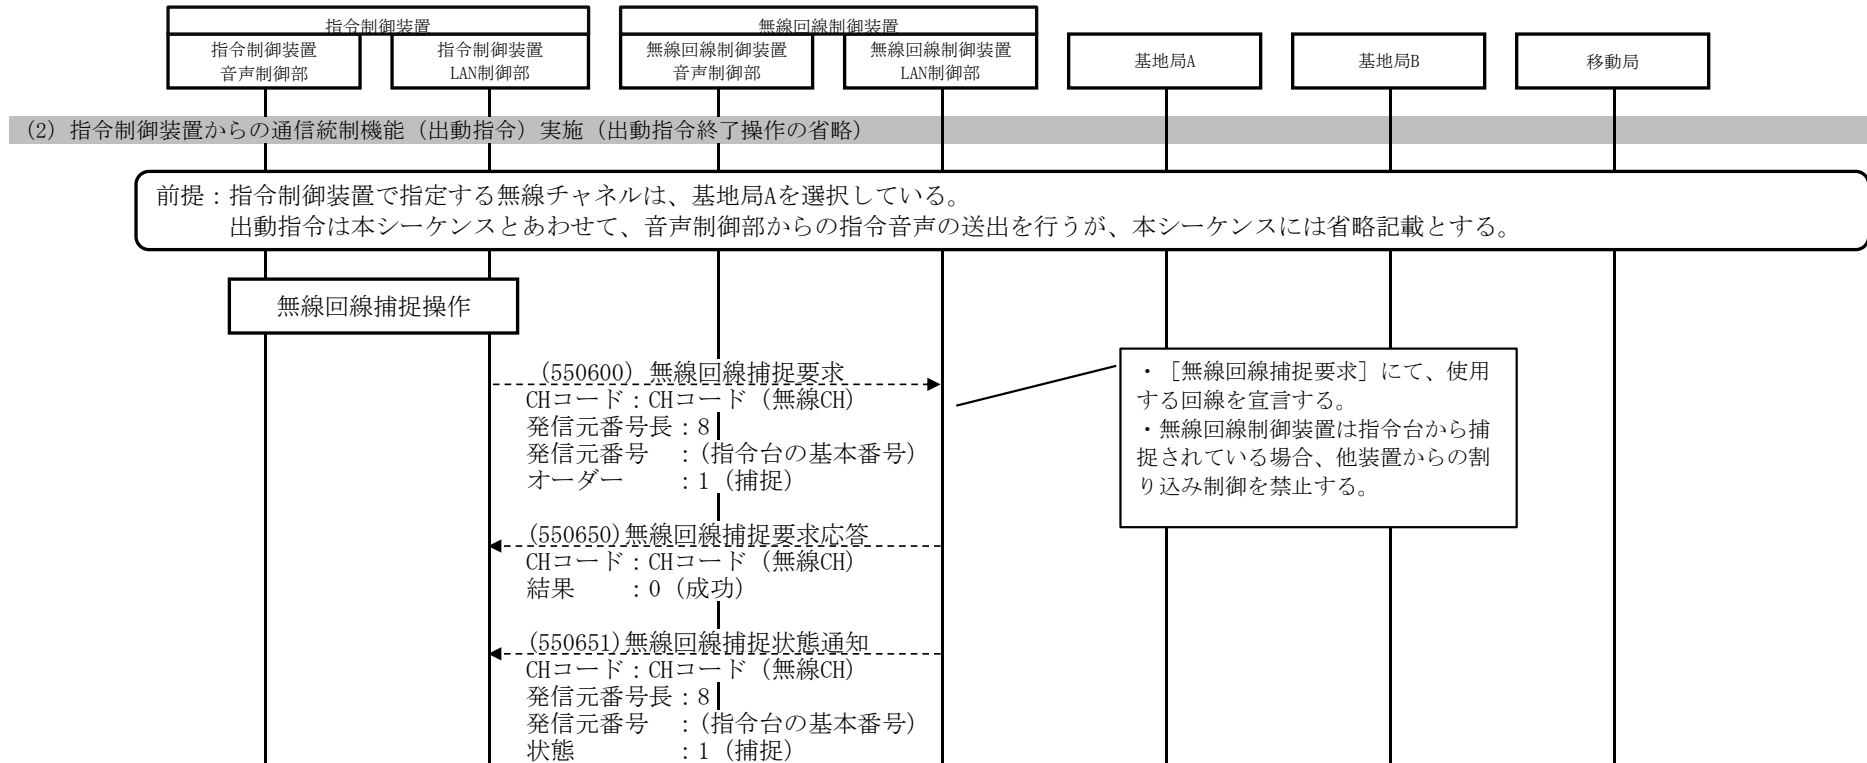 指令制御装置
無線回線制御装置
指令制御装置
音声制御部
指令制御装置
LAN制御部
無線回線制御装置
音声制御部
無線回線制御装置
LAN制御部
基地局A
基地局B
移動局
(2) 指令制御装置からの通信統制機能（出動指令）実施（出動指令終了操作の省略）
前提：指令制御装置で指定する無線チャネルは、基地局Aを選択している。
出動指令は本シーケンスとあわせて、音声制御部からの指令音声の送出を行うが、本シーケンスには省略記載とする。
無線回線捕捉操作
(550600) 無線回線捕捉要求
CHコード：CHコード（無線CH）
発信元番号長：8
発信元番号　：(指令台の基本番号)
オーダー　　：1（捕捉）
・［無線回線捕捉要求］にて、使用
する回線を宣言する。
・無線回線制御装置は指令台から捕
捉されている場合、他装置からの割
り込み制御を禁止する。
(550650)無線回線捕捉要求応答
CHコード：CHコード（無線CH）
結果　　：0（成功）
(550651)無線回線捕捉状態通知
CHコード：CHコード（無線CH）
発信元番号長：8
発信元番号　：(指令台の基本番号)
状態　　　　：1（捕捉）